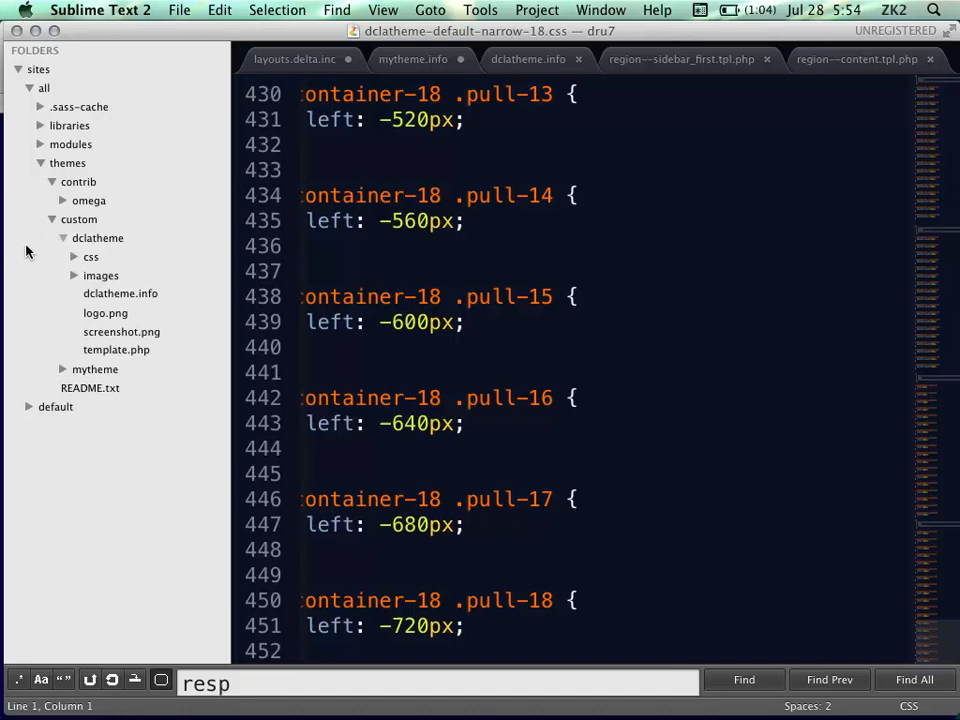 Sublime Text 2 File Edit Selection Find View Goto Tools Project Window Help (1:04) Jul 28 5:54 ZK2
dclatheme-default-narrow-18.css — dru7 UNREGISTERED
FOLDERS
sites
all
.sass-cache
libraries
modules
themes
contrib
omega
custom
dclatheme
css
images
dclatheme.info
logo.png
screenshot.png
template.php
mytheme
README.txt
default
layouts.delta.inc mytheme.info dclatheme.info × region--sidebar_first.tpl.php × region--content.tpl.php ×
430 ontainer-18 .pull-13 {
431 left: -520px;
432
433
434 ontainer-18 .pull-14 {
435 left: -560px;
436
437
438 ontainer-18 .pull-15 {
439 left: -600px;
440
441
442 ontainer-18 .pull-16 {
443 left: -640px;
444
445
446 ontainer-18 .pull-17 {
447 left: -680px;
448
449
450 ontainer-18 .pull-18 {
451 left: -720px;
452
.* Aa “” resp Find Find Prev Find All
Line 1, Column 1 Spaces: 2 CSS